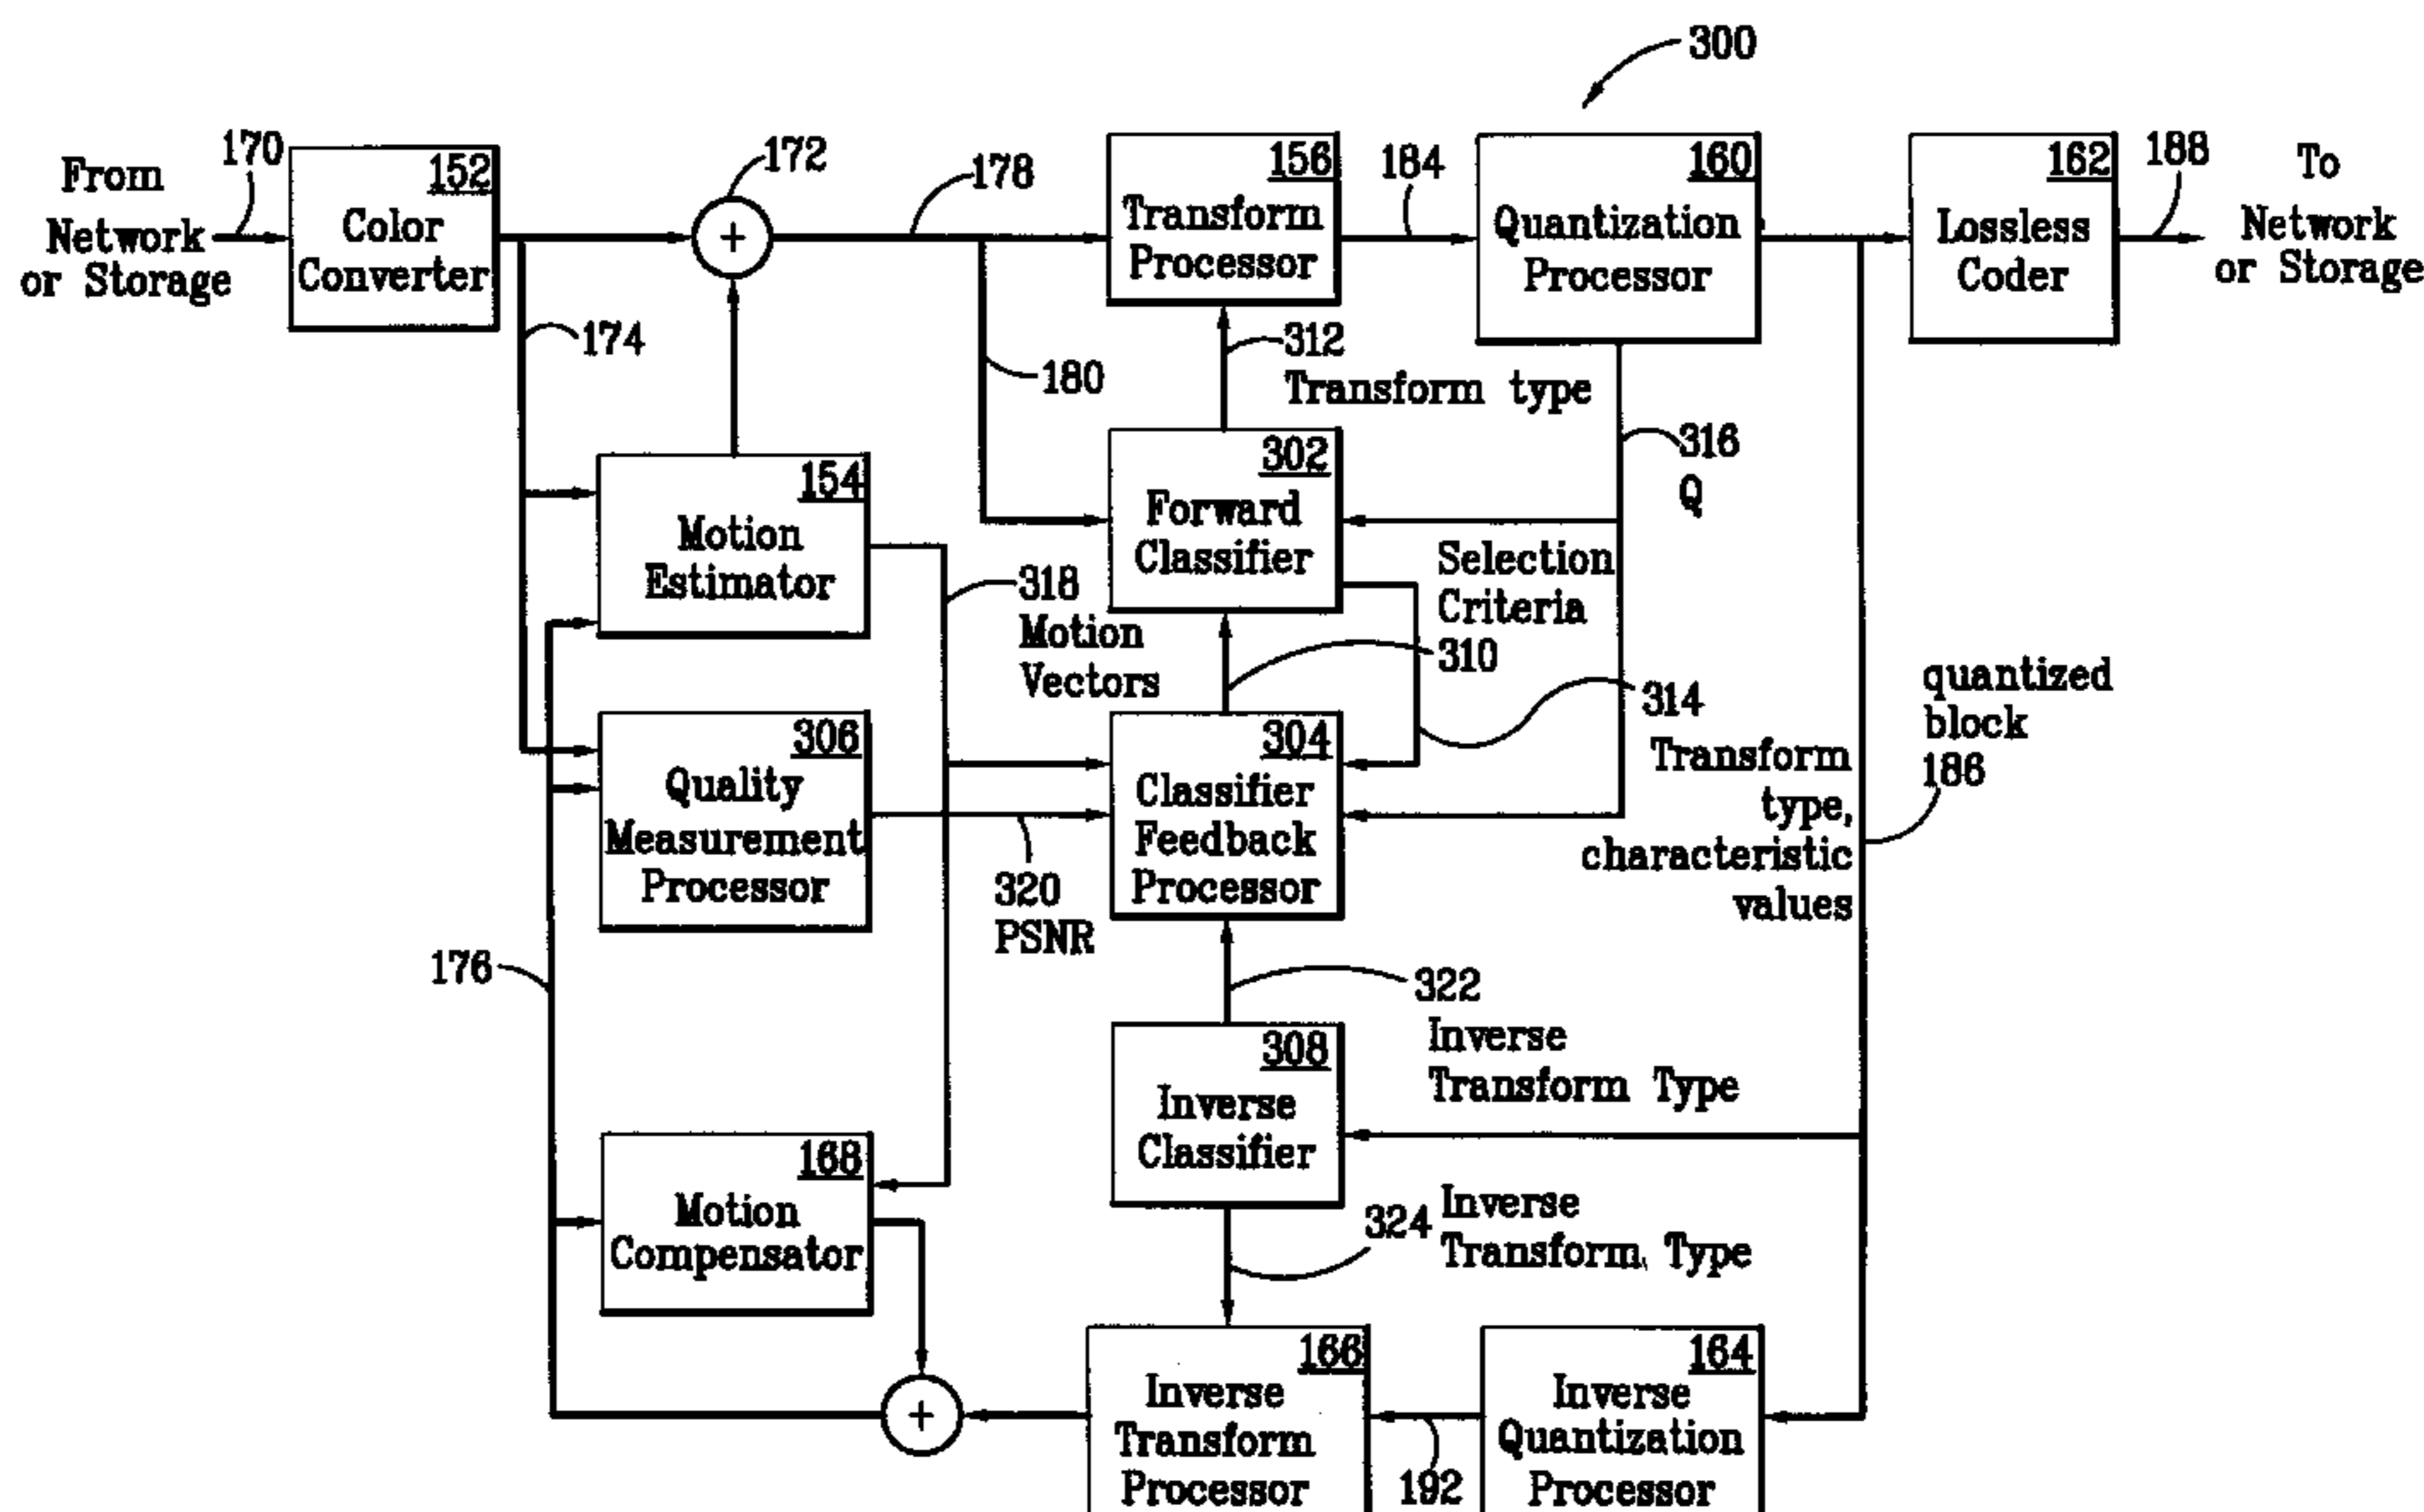 300
From
Network
or Storage
170
152
Color
Converter
172
178
174
180
156
Transform
Processor
184
160
Quantization
Processor
162
Lossless
Coder
188
To
Network
or Storage
312
Transform type
316
Q
154
Motion
Estimator
318
Motion
Vectors
302
Forward
Classifier
Selection
Criteria
310
314
Transform
type,
characteristic
values
quantized
block
186
306
Quality
Measurement
Processor
320
PSNR
304
Classifier
Feedback
Processor
176
322
Inverse
Transform Type
308
Inverse
Classifier
168
Motion
Compensator
324
Inverse
Transform Type
166
Inverse
Transform
Processor
192
164
Inverse
Quantization
Processor